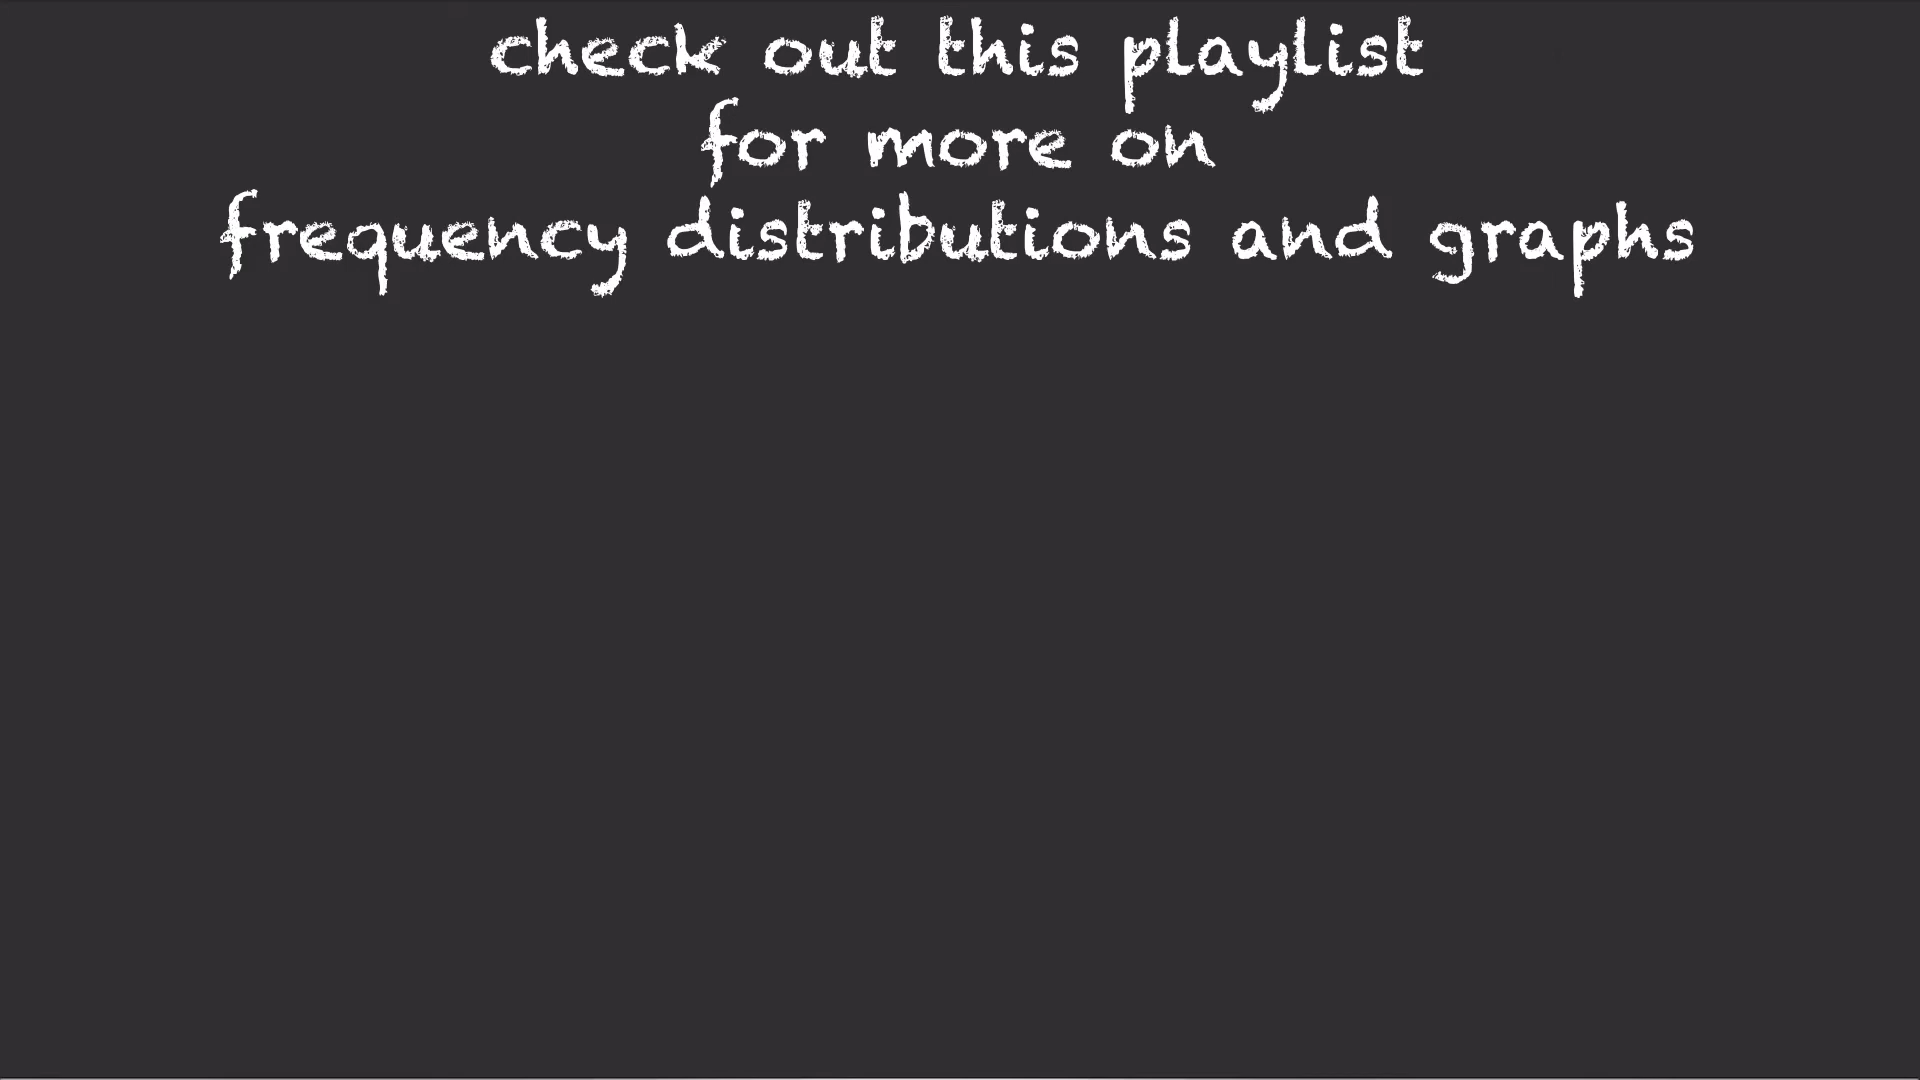 check out this playlist
for more on
frequency distributions and graphs